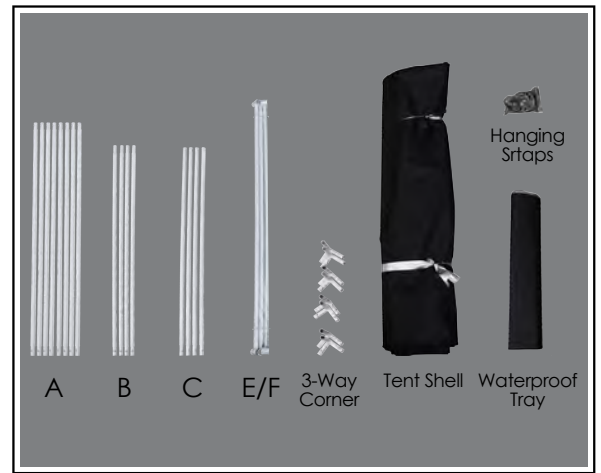 Hanging
Srtaps
A
B
C
E/F
3-Way
Corner
Tent Shell
Waterproof
Tray